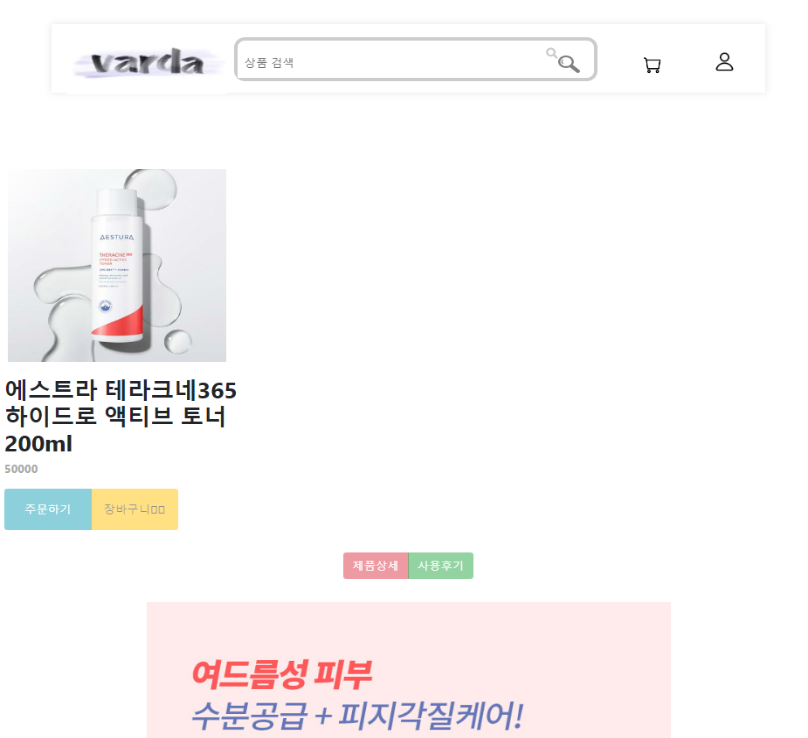 varda
상품 검색
AESTURA
THERACNE 365
에스트라 테라크네365
하이드로 액티브 토너
200ml
50000
주문하기
장바구니
제품상세
사용후기
여드름성 피부
수분공급 + 피지각질케어!